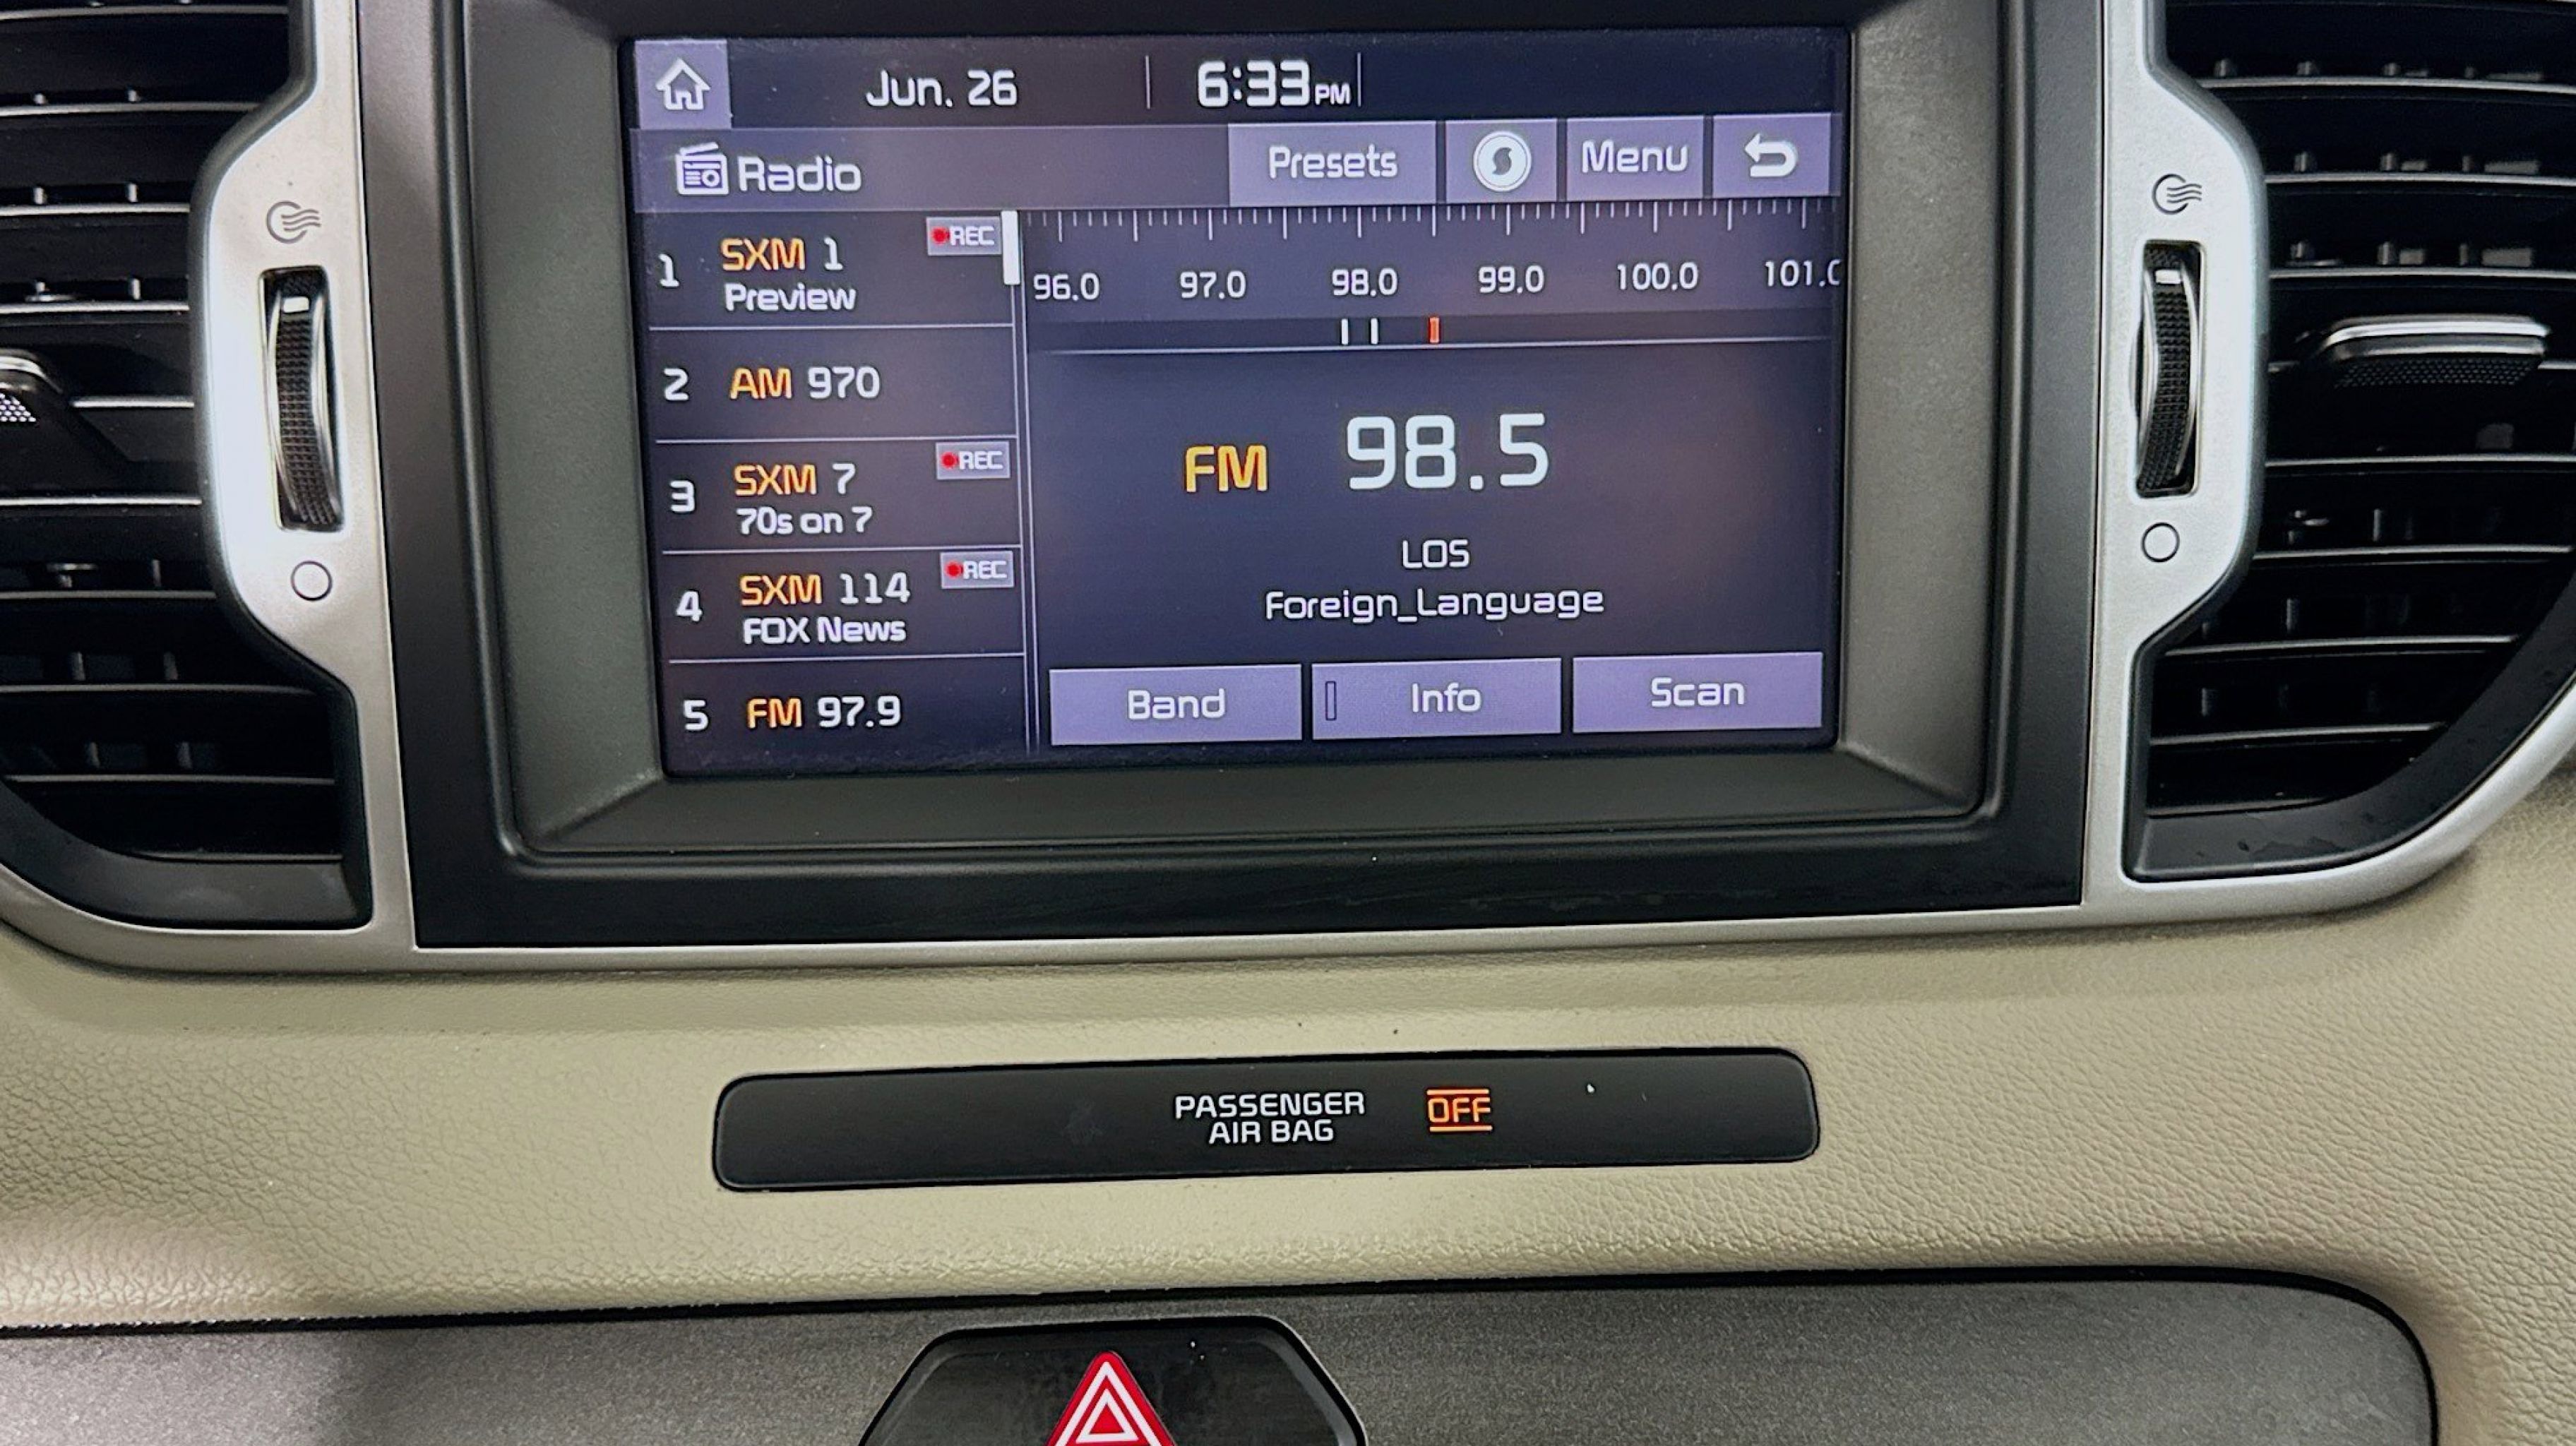 Jun. 26
6:33PM
Radio
Presets
Menu
1
SXM 1
REC
Preview
2
AM 970
3
SXM 7
REC
70s on 7
4
SXM 114
REC
FOX News
5
FM 97.9
96.0 97.0 98.0 99.0 100.0 101.0
FM 98.5
LOS
Foreign_Language
Band
Info
Scan
PASSENGER
AIR BAG
OFF